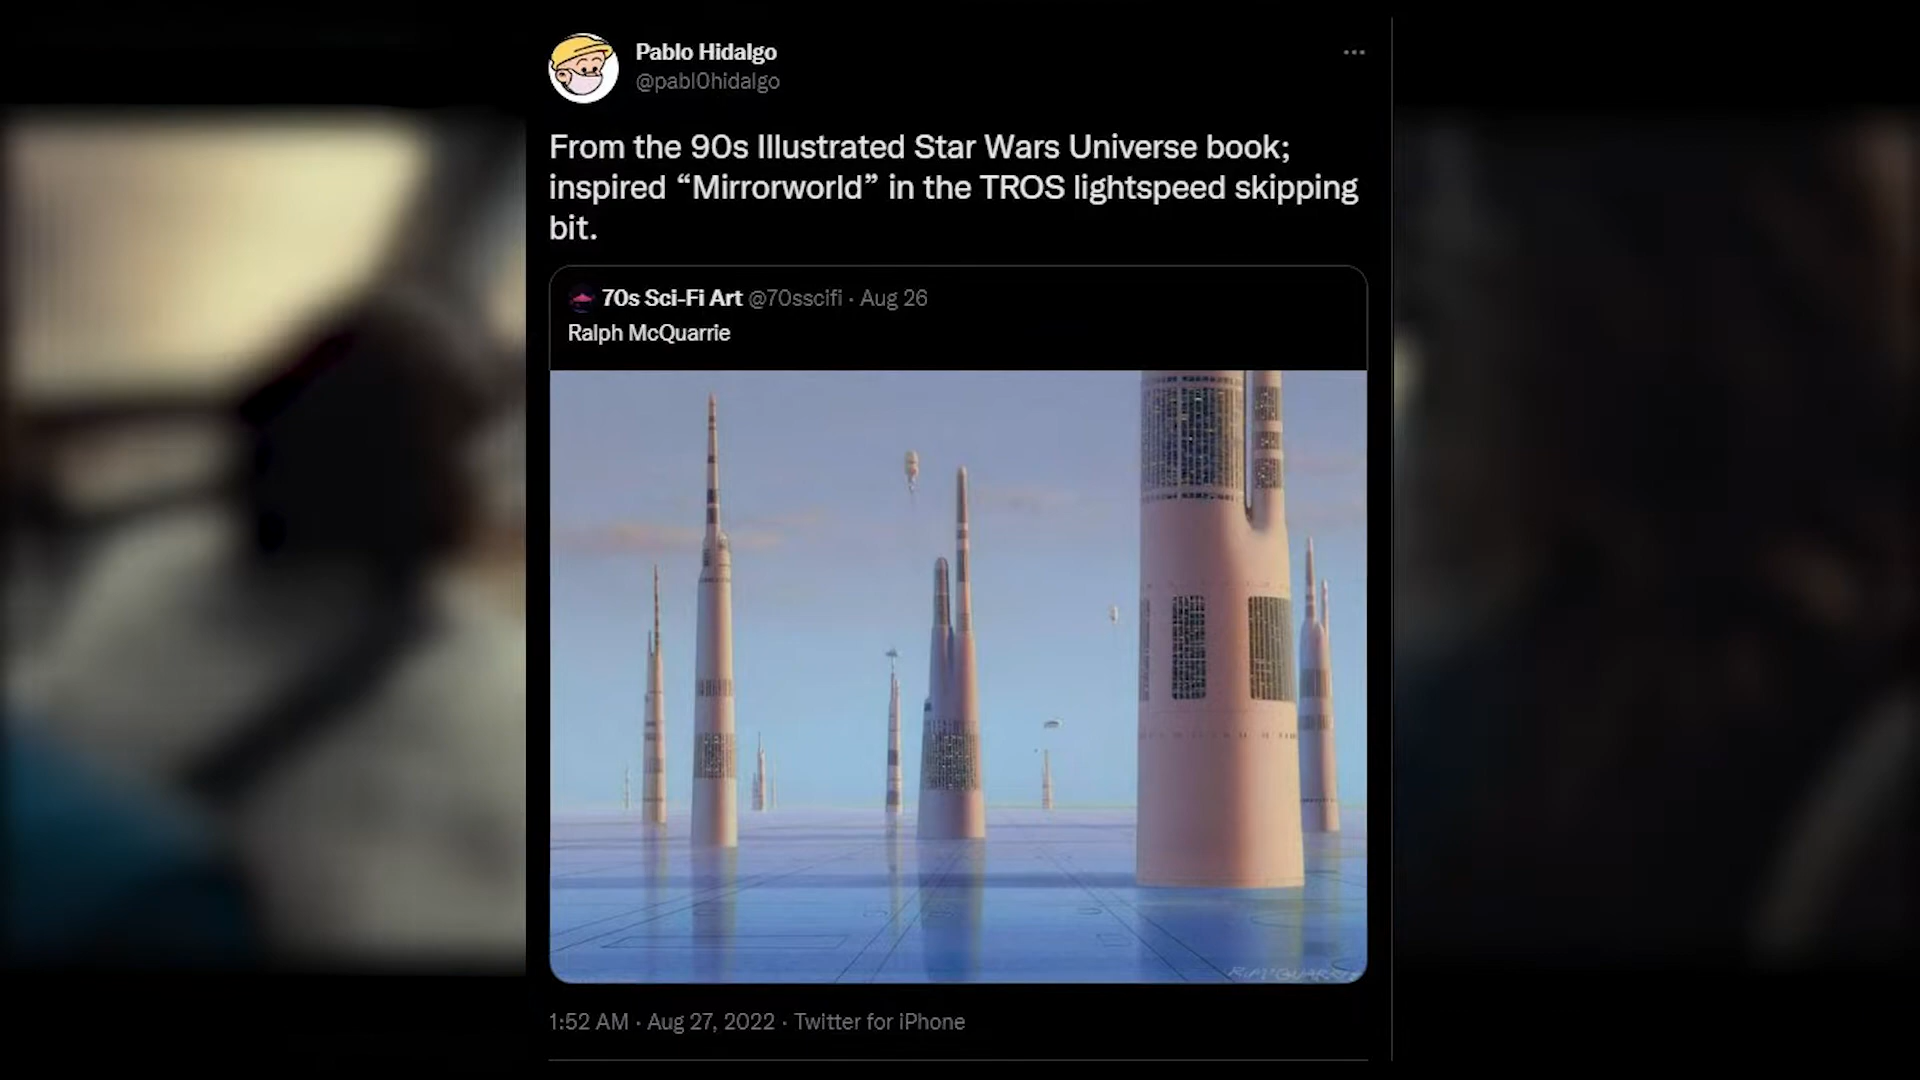 Pablo Hidalgo
@pabl0hidalgo
From the 90s Illustrated Star Wars Universe book;
inspired “Mirrorworld” in the TROS lightspeed skipping
bit.
70s Sci-Fi Art @70sscifi · Aug 26
Ralph McQuarrie
R. McQUARRIE
1:52 AM · Aug 27, 2022 · Twitter for iPhone